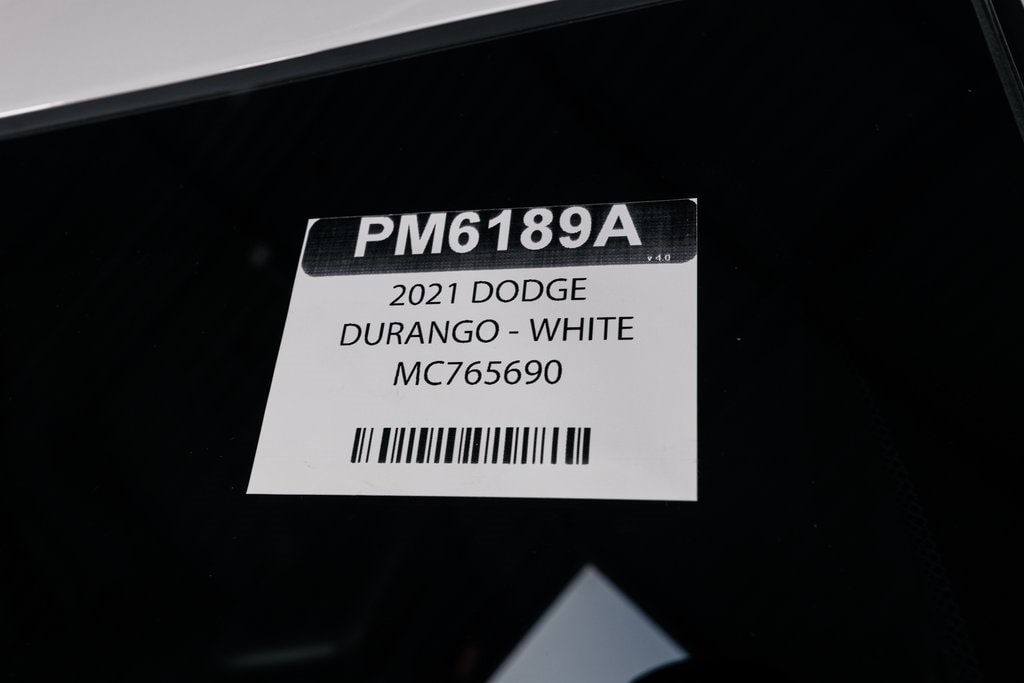 PM6189A
v 4.0
2021 DODGE
DURANGO - WHITE
MC765690